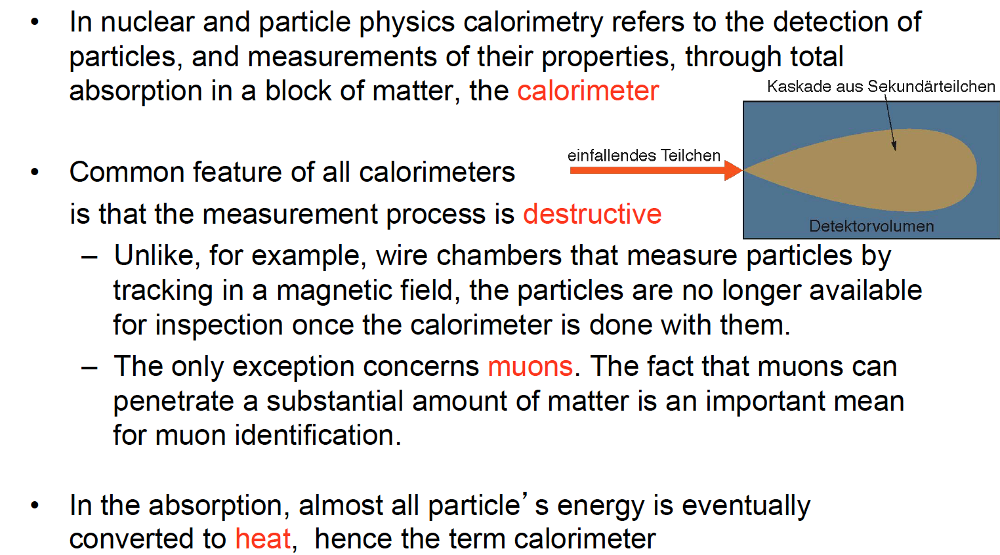 • In nuclear and particle physics calorimetry refers to the detection of
particles, and measurements of their properties, through total
absorption in a block of matter, the calorimeter
Kaskade aus Sekundärteilchen
einfallendes Teilchen
Detektorvolumen
• Common feature of all calorimeters
is that the measurement process is destructive
– Unlike, for example, wire chambers that measure particles by
tracking in a magnetic field, the particles are no longer available
for inspection once the calorimeter is done with them.
– The only exception concerns muons. The fact that muons can
penetrate a substantial amount of matter is an important mean
for muon identification.
• In the absorption, almost all particle’s energy is eventually
converted to heat, hence the term calorimeter